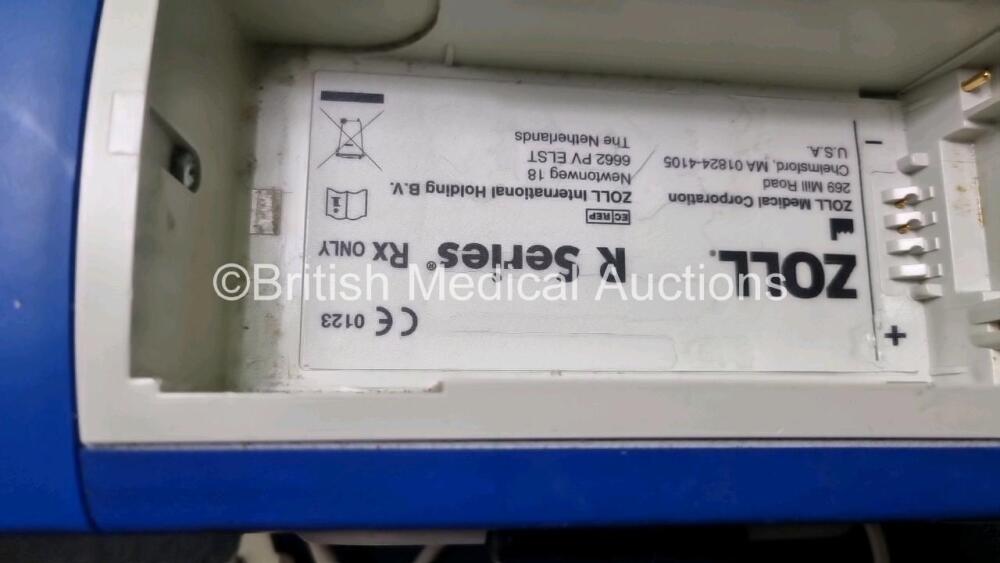 ZOLL.
R Series® Rx ONLY
CE 0123
ZOLL Medical Corporation
269 Mill Road
Chelmsford, MA 01824-4105
U.S.A.
EC REP
ZOLL International Holding B.V.
Newtonweg 18
6662 PV ELST
The Netherlands
+
−
©British Medical Auctions